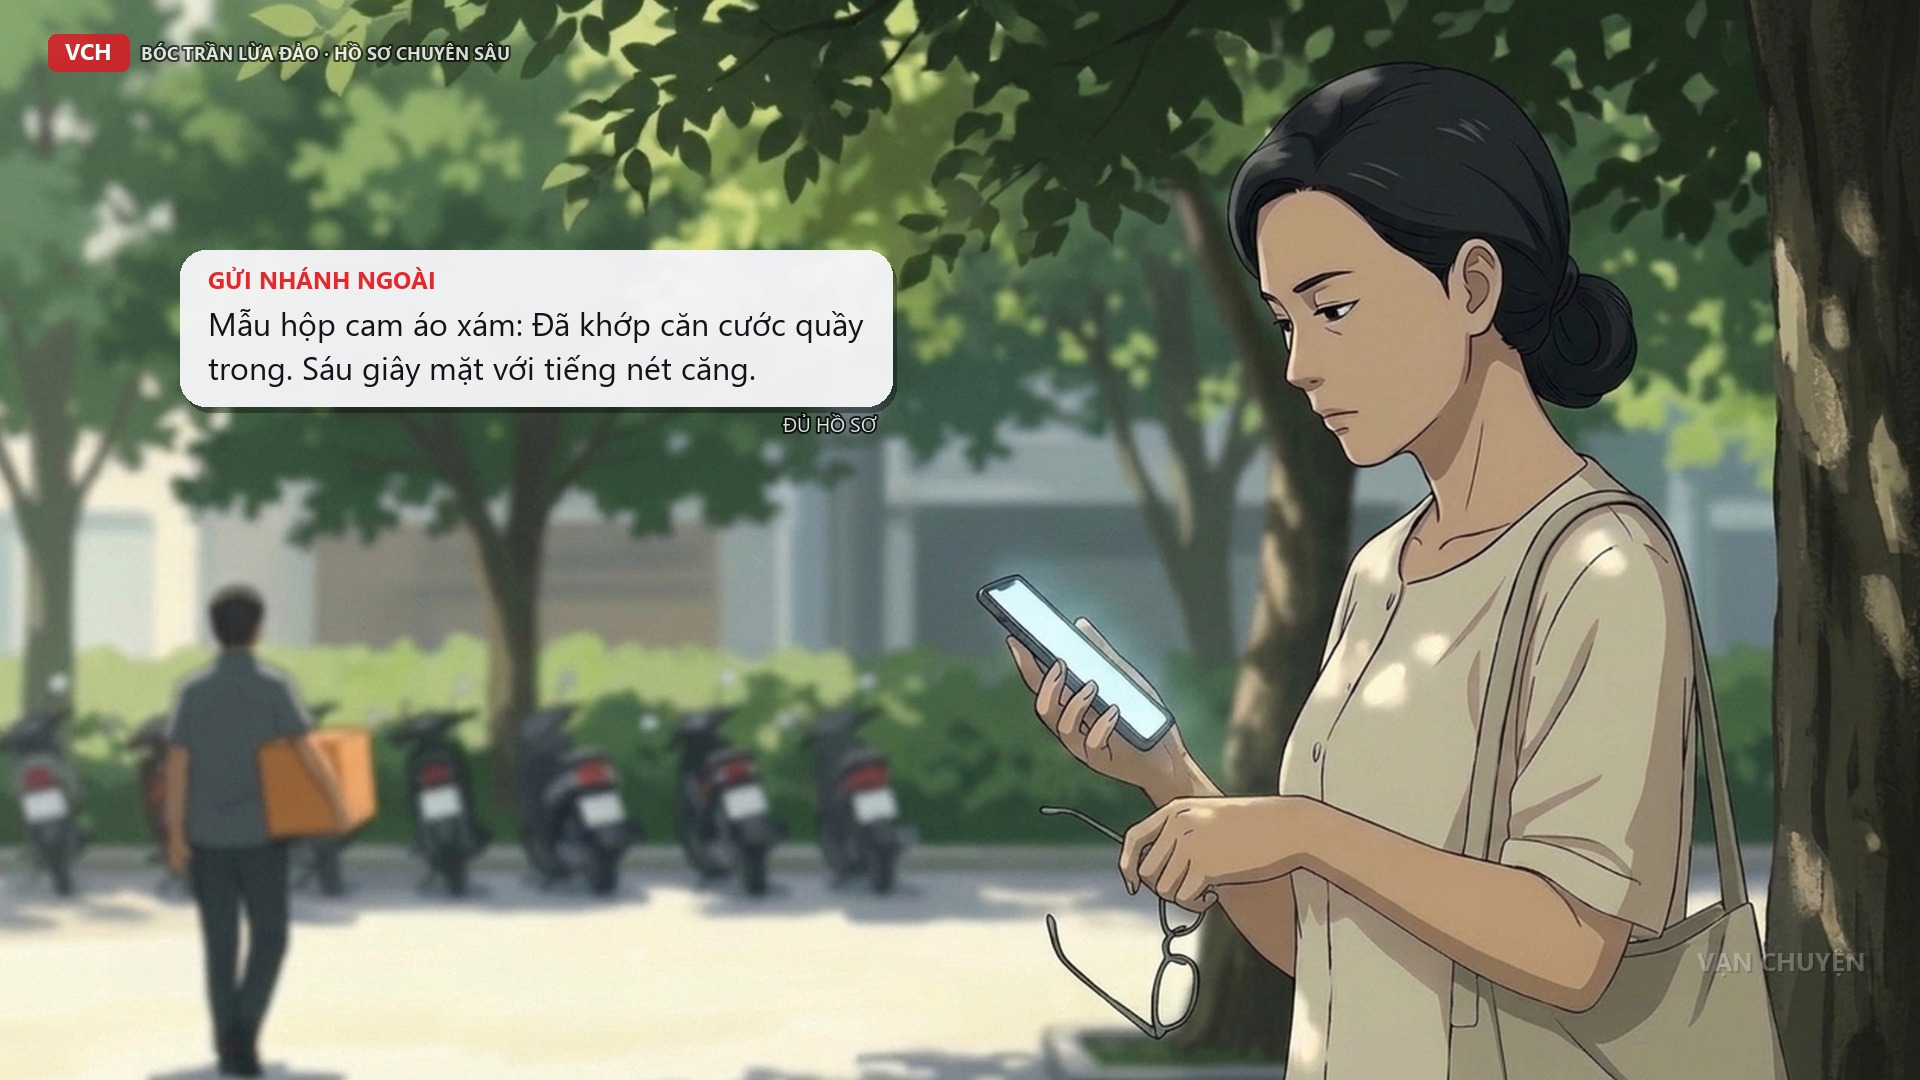 VCH BÓC TRẦN LỪA ĐẢO · HỒ SƠ CHUYÊN SÂU
GỬI NHÁNH NGOÀI
Mẫu hộp cam áo xám: Đã khớp căn cước quầy
trong. Sáu giây mặt với tiếng nét căng.
ĐỦ HỒ SƠ
VẠN CHUYỆN